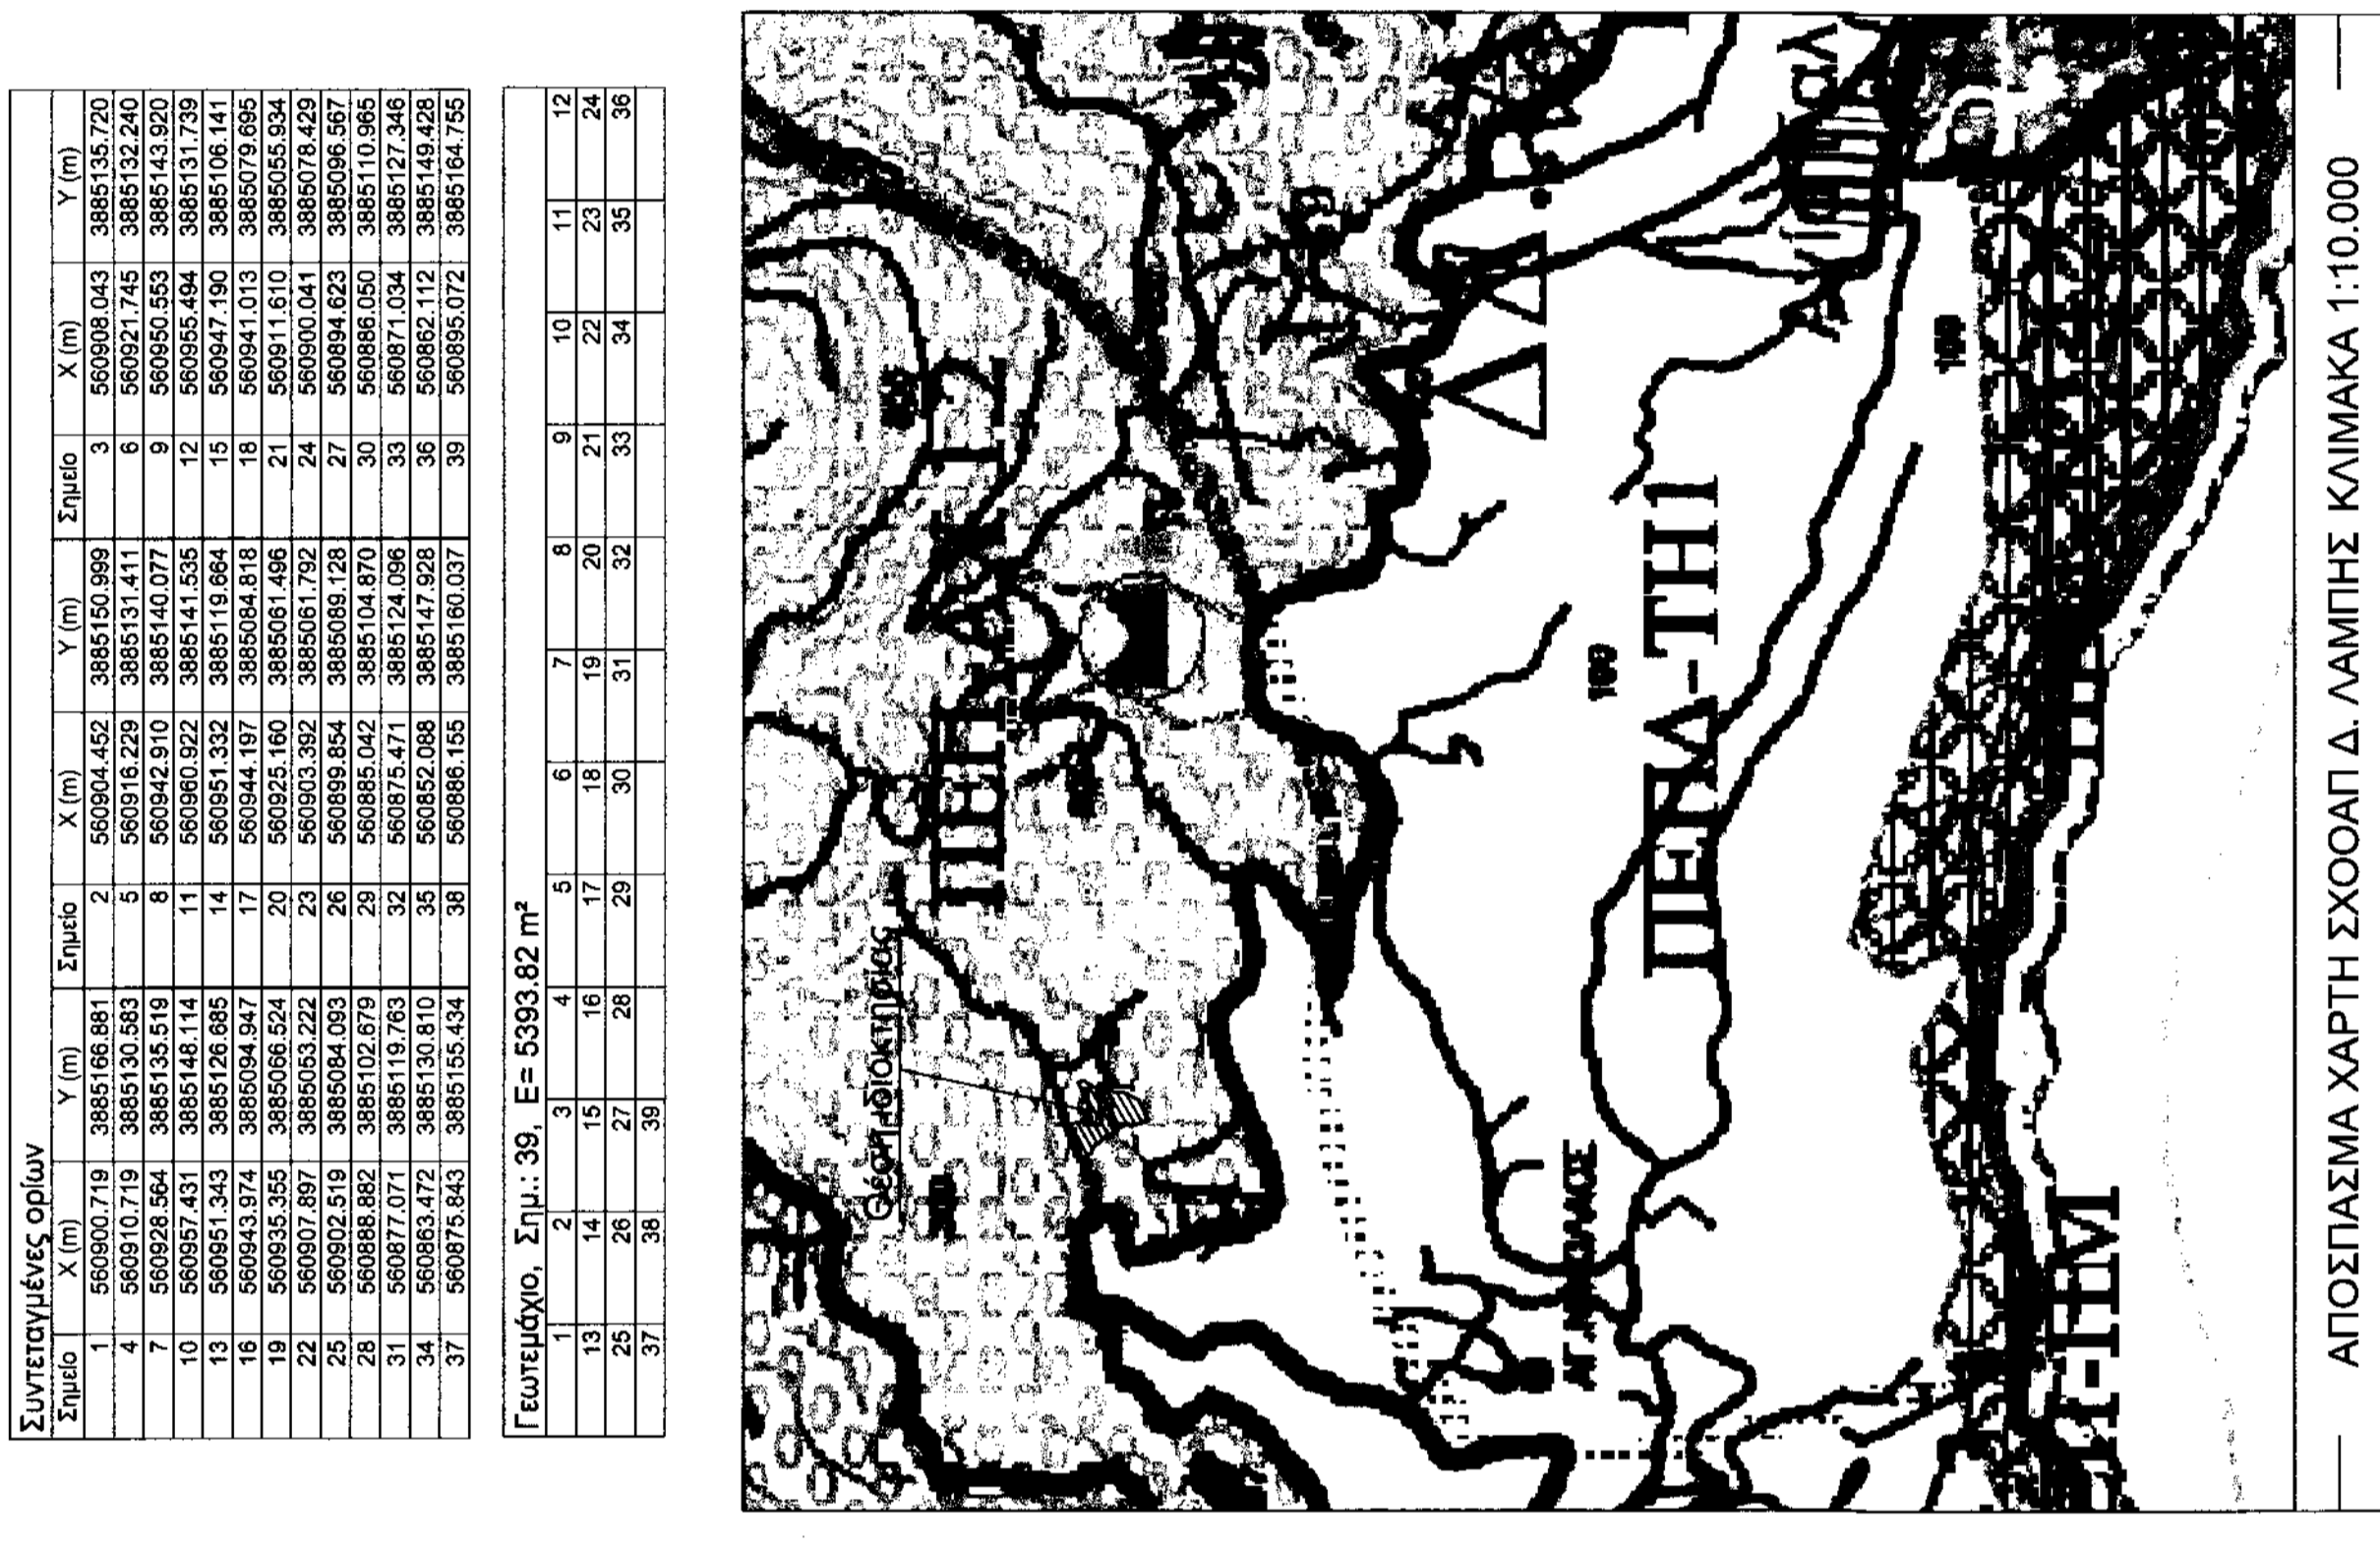 Συντεταγμένες ορίων
Σημείο X (m) Y (m) Σημείο X (m) Y (m) Σημείο X (m) Y (m)
1 560900.719 3885166.881 2 560904.452 3885150.999 3 560908.043 3885135.720
4 560910.719 3885130.583 5 560916.229 3885131.411 6 560921.745 3885132.240
7 560928.564 3885135.519 8 560942.910 3885140.077 9 560950.553 3885143.920
10 560957.431 3885148.114 11 560960.922 3885141.535 12 560955.494 3885131.739
13 560951.343 3885126.685 14 560951.332 3885119.664 15 560947.190 3885106.141
16 560943.974 3885094.947 17 560944.197 3885084.818 18 560941.013 3885079.695
19 560935.355 3885066.524 20 560925.160 3885061.496 21 560911.610 3885055.934
22 560907.897 3885053.222 23 560903.392 3885061.792 24 560900.041 3885078.429
25 560902.519 3885084.093 26 560899.854 3885089.128 27 560894.623 3885096.567
28 560888.882 3885102.679 29 560885.042 3885104.870 30 560886.050 3885110.965
31 560877.071 3885119.763 32 560875.471 3885124.096 33 560871.034 3885127.346
34 560863.472 3885130.810 35 560852.088 3885147.928 36 560862.112 3885149.428
37 560875.843 3885155.434 38 560886.155 3885160.037 39 560895.072 3885164.755
Γεωτεμάχιο, Σημ.: 39, Ε= 5393.82 m²
1 2 3 4 5 6 7 8 9 10 11 12
13 14 15 16 17 18 19 20 21 22 23 24
25 26 27 28 29 30 31 32 33 34 35 36
37 38 39
Θέση ιδιοκτησίας
ΠΕΠΑ-ΤΗ1
ΑΠΟΣΠΑΣΜΑ ΧΑΡΤΗ ΣΧΟΟΑΠ Δ. ΛΑΜΠΗΣ ΚΛΙΜΑΚΑ 1:10.000